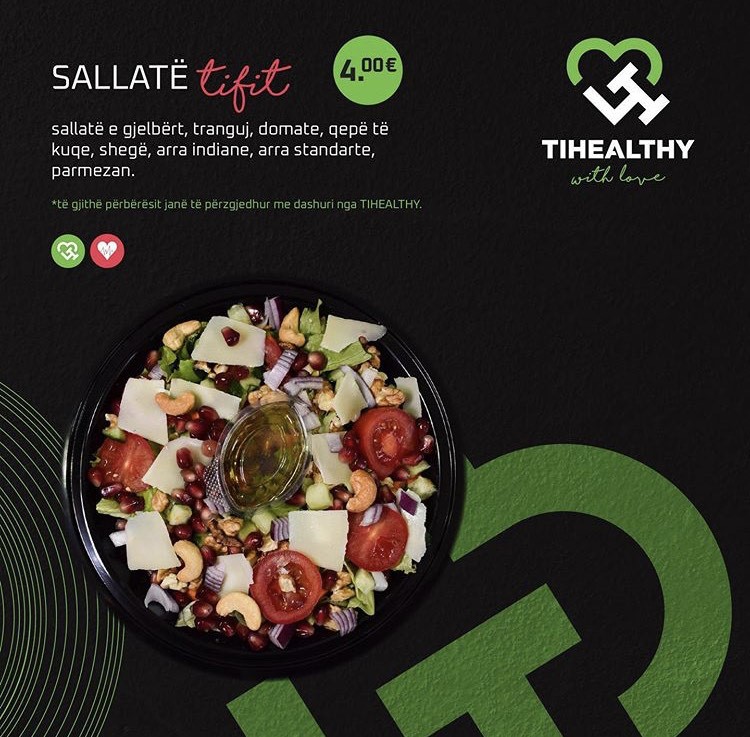 SALLATË tifit
4.00€
sallatë e gjelbërt, tranguj, domate, qepë të
kuqe, shegë, arra indiane, arra standarte,
parmezan.
*të gjithë përbërësit janë të përzgjedhur me dashuri nga TIHEALTHY.
TIHEALTHY
with love